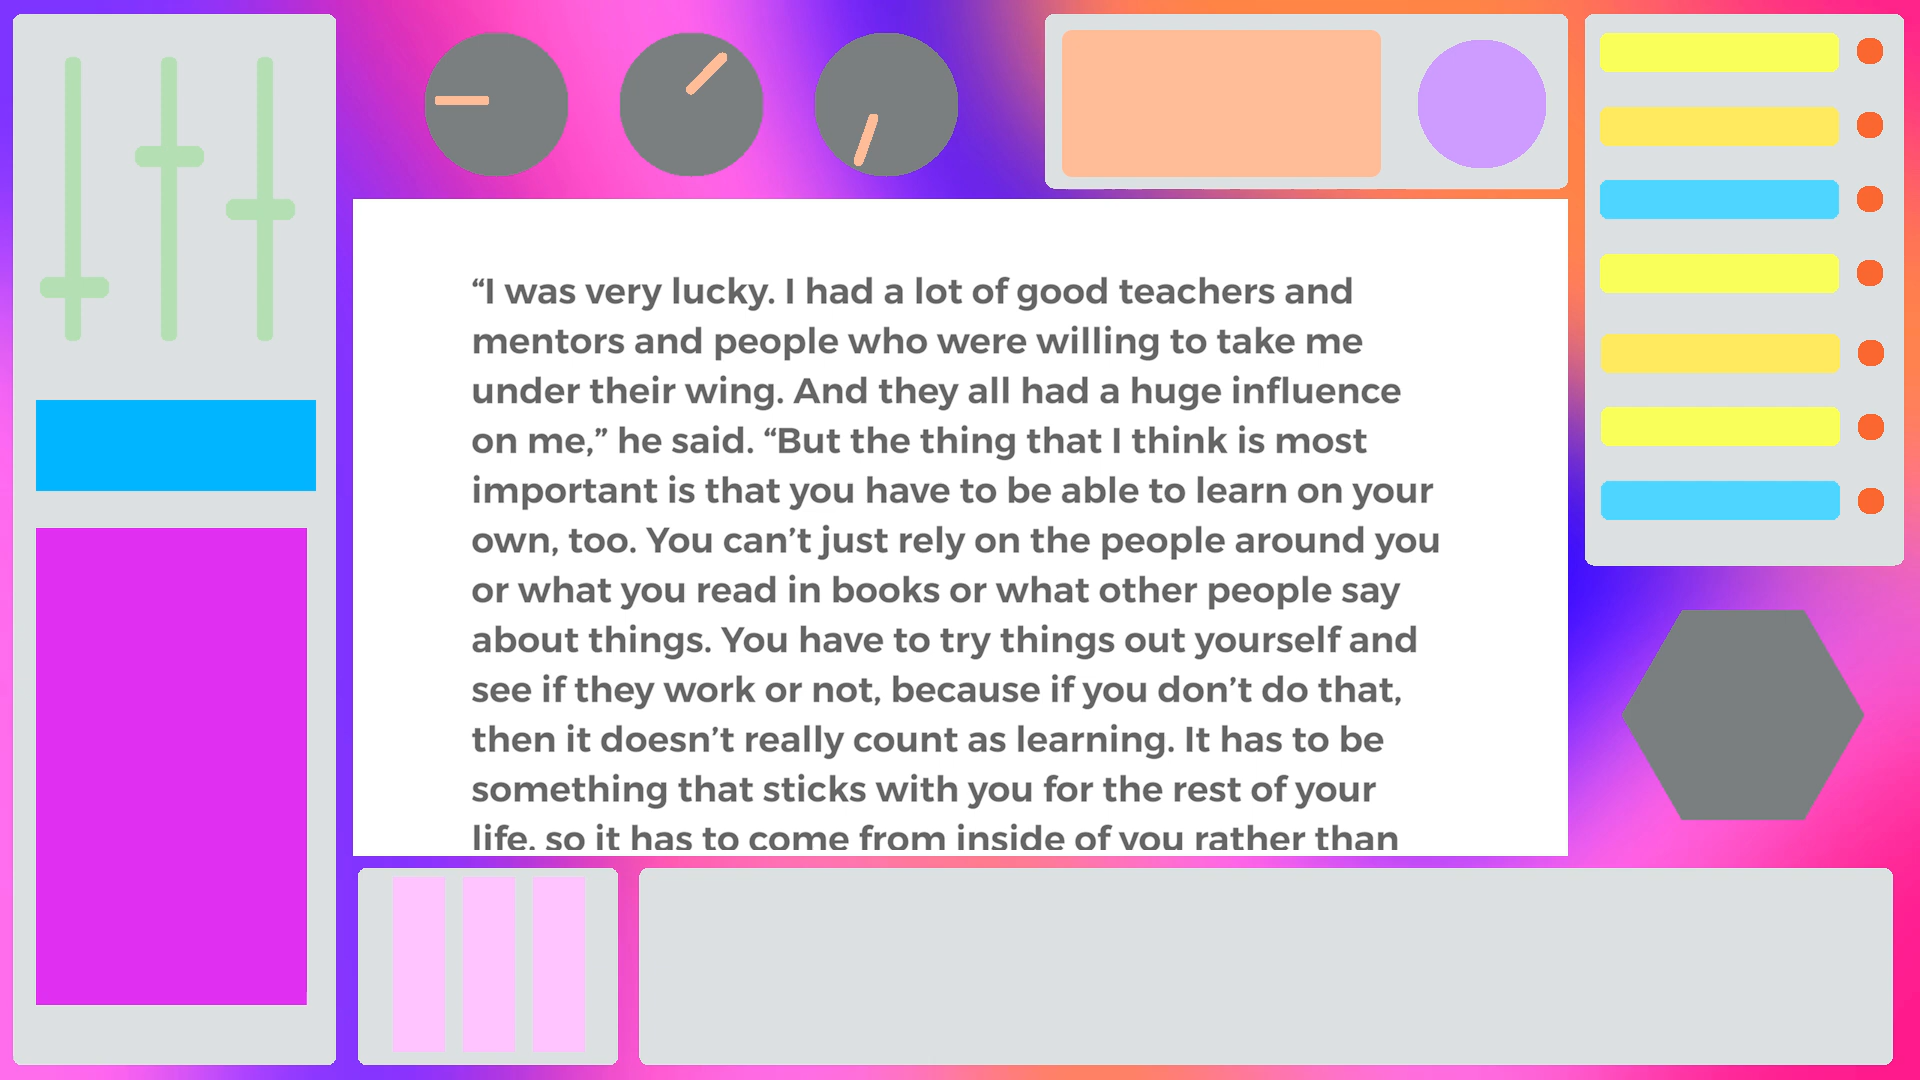 “I was very lucky. I had a lot of good teachers and
mentors and people who were willing to take me
under their wing. And they all had a huge influence
on me,” he said. “But the thing that I think is most
important is that you have to be able to learn on your
own, too. You can’t just rely on the people around you
or what you read in books or what other people say
about things. You have to try things out yourself and
see if they work or not, because if you don’t do that,
then it doesn’t really count as learning. It has to be
something that sticks with you for the rest of your
life, so it has to come from inside of you rather than